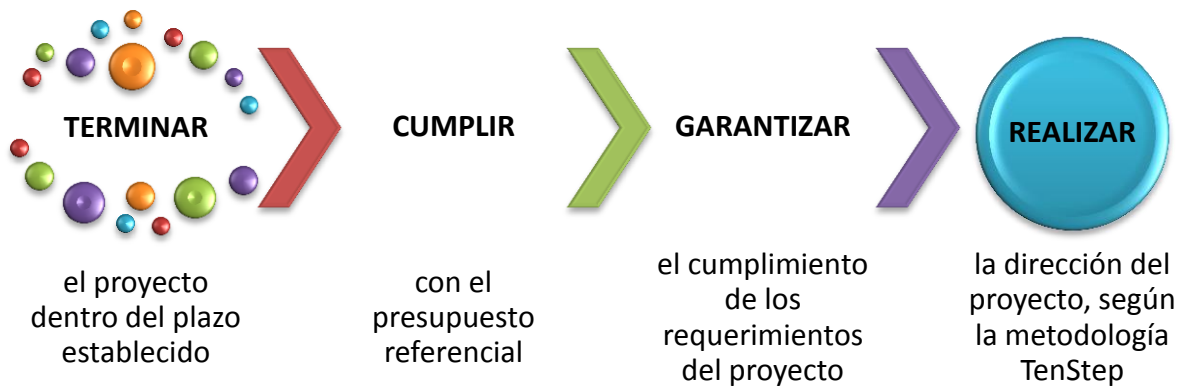 TERMINAR
el proyecto
dentro del plazo
establecido
CUMPLIR
con el
presupuesto
referencial
GARANTIZAR
el cumplimiento
de los
requerimientos
del proyecto
REALIZAR
la dirección del
proyecto, según
la metodología
TenStep